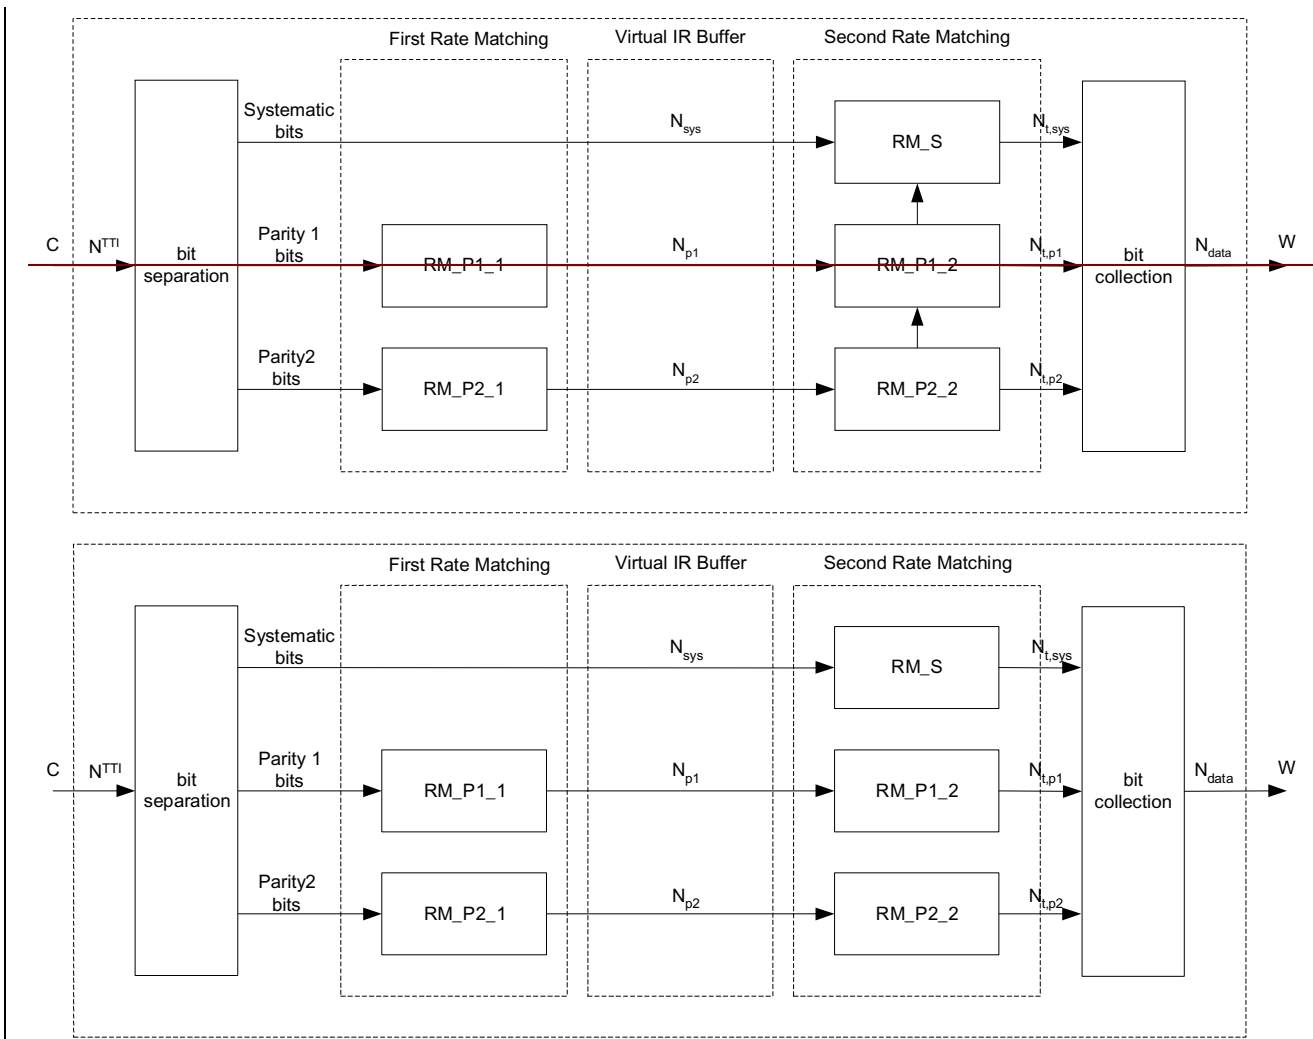 First Rate Matching
Virtual IR Buffer
Second Rate Matching
Systematic
bits
N_sys
RM_S
N_t,sys
C
N^TTI
bit
separation
Parity 1
bits
RM_P1_1
N_p1
RM_P1_2
N_t,p1
bit
collection
N_data
W
Parity2
bits
RM_P2_1
N_p2
RM_P2_2
N_t,p2
First Rate Matching
Virtual IR Buffer
Second Rate Matching
Systematic
bits
N_sys
RM_S
N_t,sys
C
N^TTI
bit
separation
Parity 1
bits
RM_P1_1
N_p1
RM_P1_2
N_t,p1
bit
collection
N_data
W
Parity2
bits
RM_P2_1
N_p2
RM_P2_2
N_t,p2